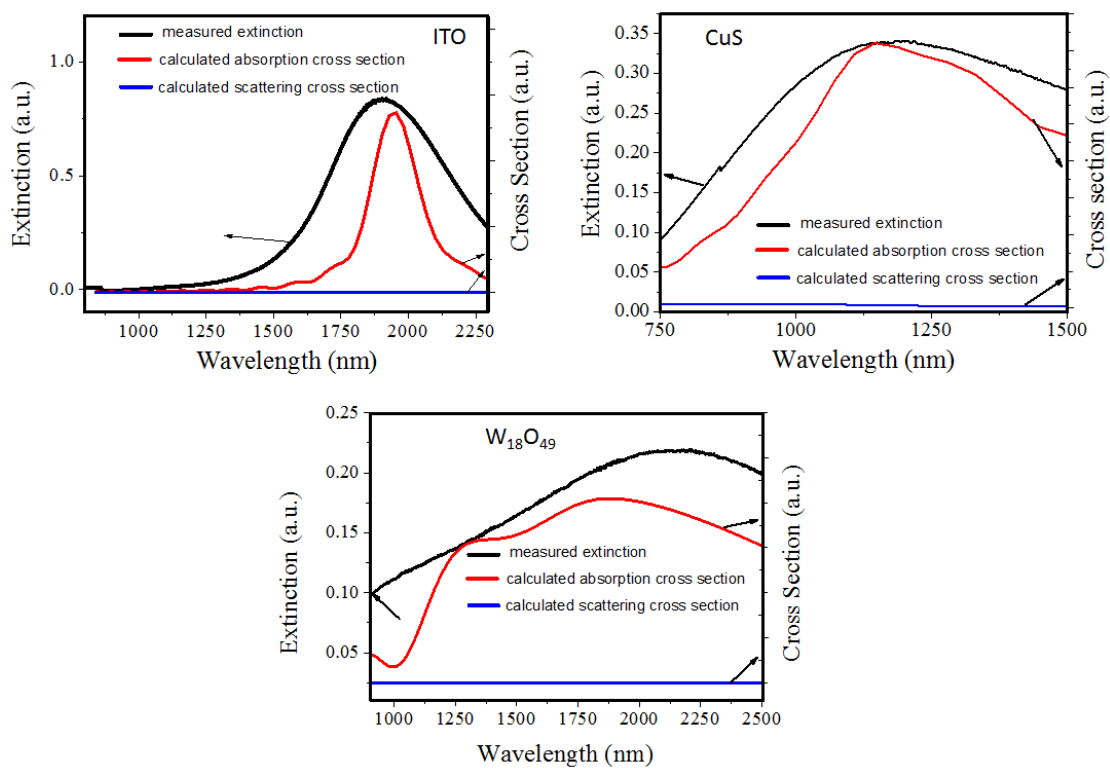 ITO
measured extinction
calculated absorption cross section
calculated scattering cross section
Extinction (a.u.)
1.0
0.5
0.0
1000 1250 1500 1750 2000 2250
Wavelength (nm)
Cross Section (a.u.)
CuS
Extinction (a.u.)
0.35
0.30
0.25
0.20
0.15
0.10
0.05
0.00
measured extinction
calculated absorption cross section
calculated scattering cross section
750 1000 1250 1500
Wavelength (nm)
Cross section (a.u.)
W₁₈O₄₉
Extinction (a.u.)
0.25
0.20
0.15
0.10
0.05
measured extinction
calculated absorption cross section
calculated scattering cross section
1000 1250 1500 1750 2000 2250 2500
Wavelength (nm)
Cross Section (a.u.)